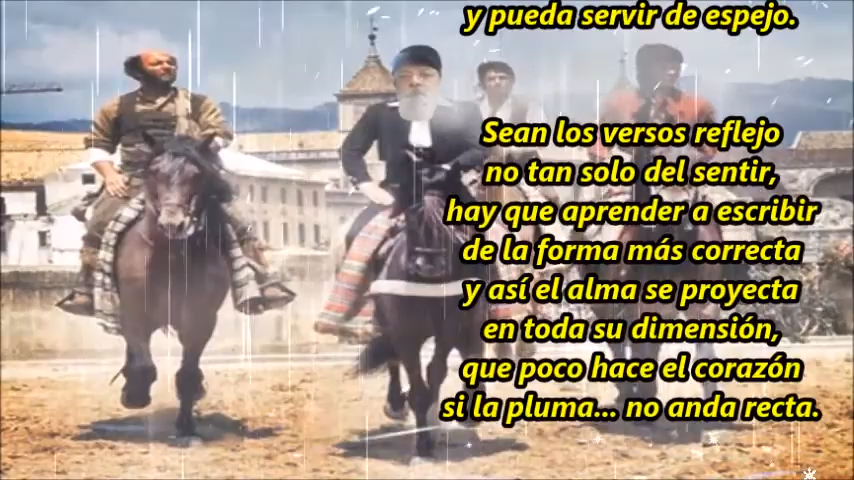 y pueda servir de espejo.
Sean los versos reflejo
no tan solo del sentir,
hay que aprender a escribir
de la forma más correcta
y así el alma se proyecta
en toda su dimensión,
que poco hace el corazón
si la pluma... no anda recta.